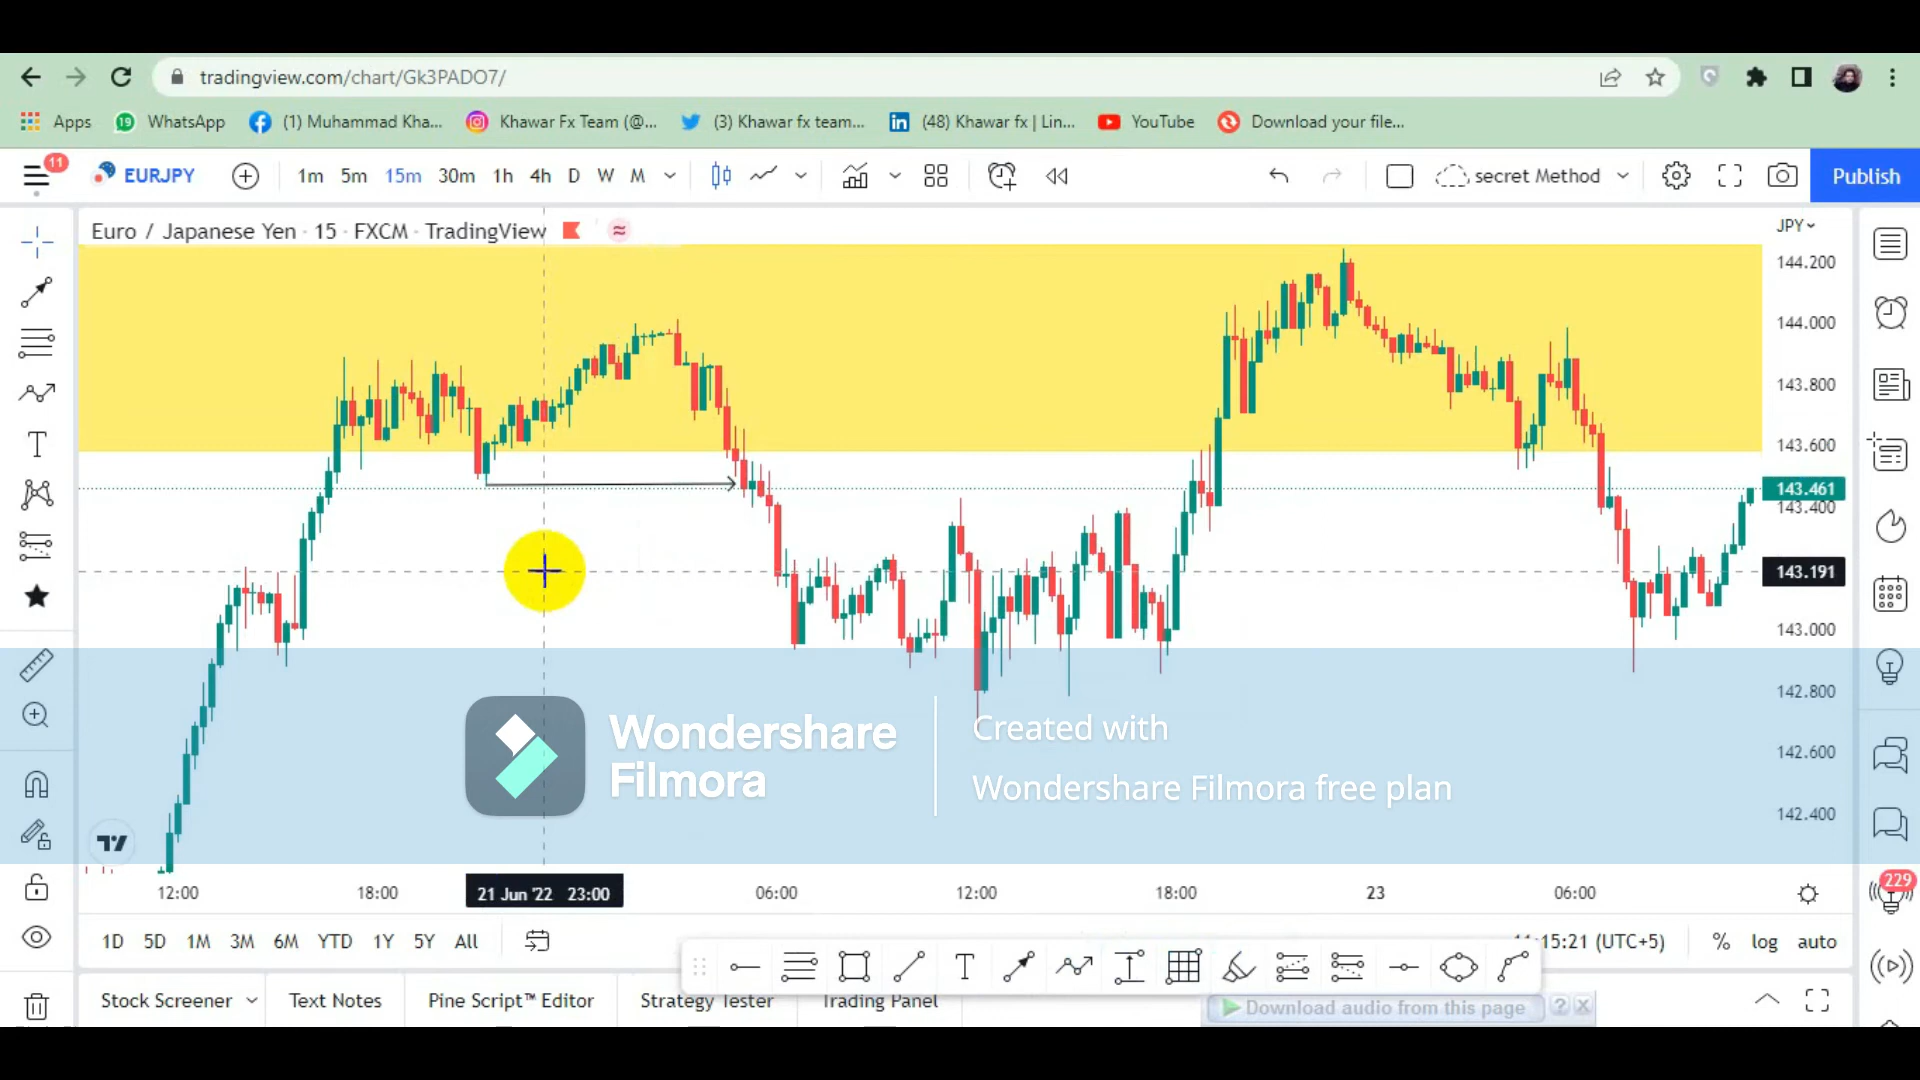 tradingview.com/chart/Gk3PADO7/
Apps
19
WhatsApp
(1) Muhammad Kha...
Khawar Fx Team (@...
(3) Khawar fx team...
in
(48) Khawar fx | Lin...
YouTube
Download your file...
11
EURJPY
1m
5m
15m
30m
1h
4h
D
W
M
secret Method
Publish
Euro / Japanese Yen · 15 · FXCM · TradingView
JPY
144.200
144.000
143.800
143.600
143.461
143.400
143.191
143.000
142.800
142.600
142.400
Wondershare
Filmora
Created with
Wondershare Filmora free plan
12:00
18:00
21 Jun '22 23:00
06:00
12:00
18:00
23
06:00
229
1D
5D
1M
3M
6M
YTD
1Y
5Y
All
15:21 (UTC+5)
%
log
auto
T
T
Stock Screener
Text Notes
Pine Script™ Editor
Strategy Tester
Trading Panel
Download audio from this page
? X